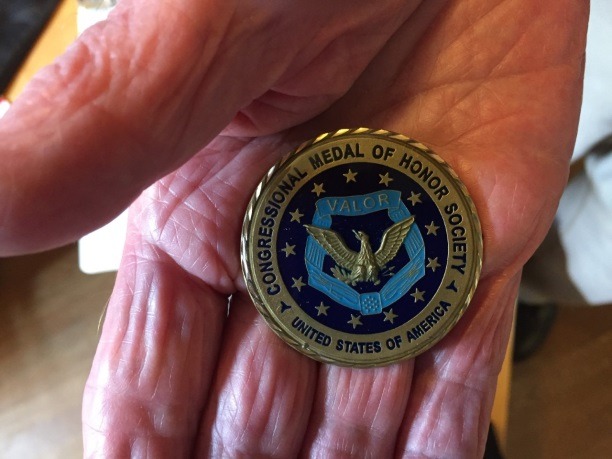 CONGRESSIONAL MEDAL OF HONOR SOCIETY
VALOR
UNITED STATES OF AMERICA